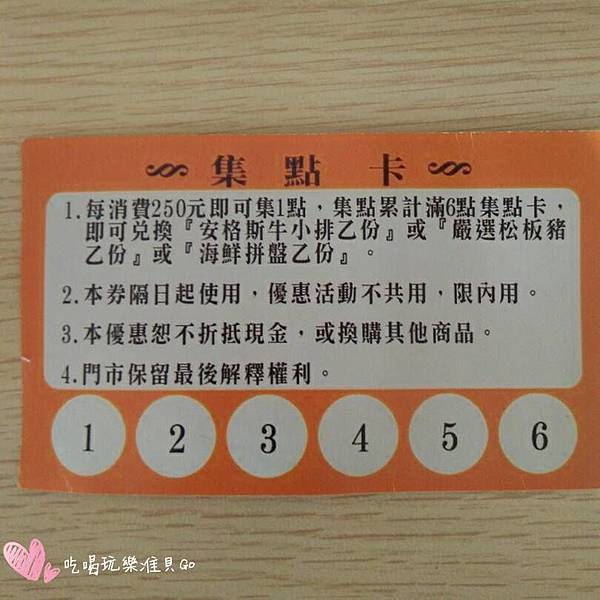 集點卡
1.每消費250元即可集1點，集點累計滿6點集點卡，
即可兌換『安格斯牛小排乙份』或『嚴選松板豬
乙份』或『海鮮拼盤乙份』。
2.本券隔日起使用，優惠活動不共用，限內用。
3.本優惠恕不折抵現金，或換購其他商品。
4.門市保留最後解釋權利。
1 2 3 4 5 6
吃喝玩樂准貝Go